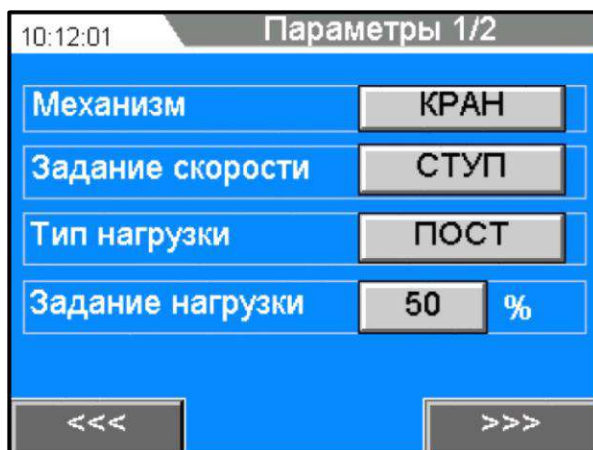 10:12:01 Параметры 1/2
Механизм КРАН
Задание скорости СТУП
Тип нагрузки ПОСТ
Задание нагрузки 50 %
<<< >>>